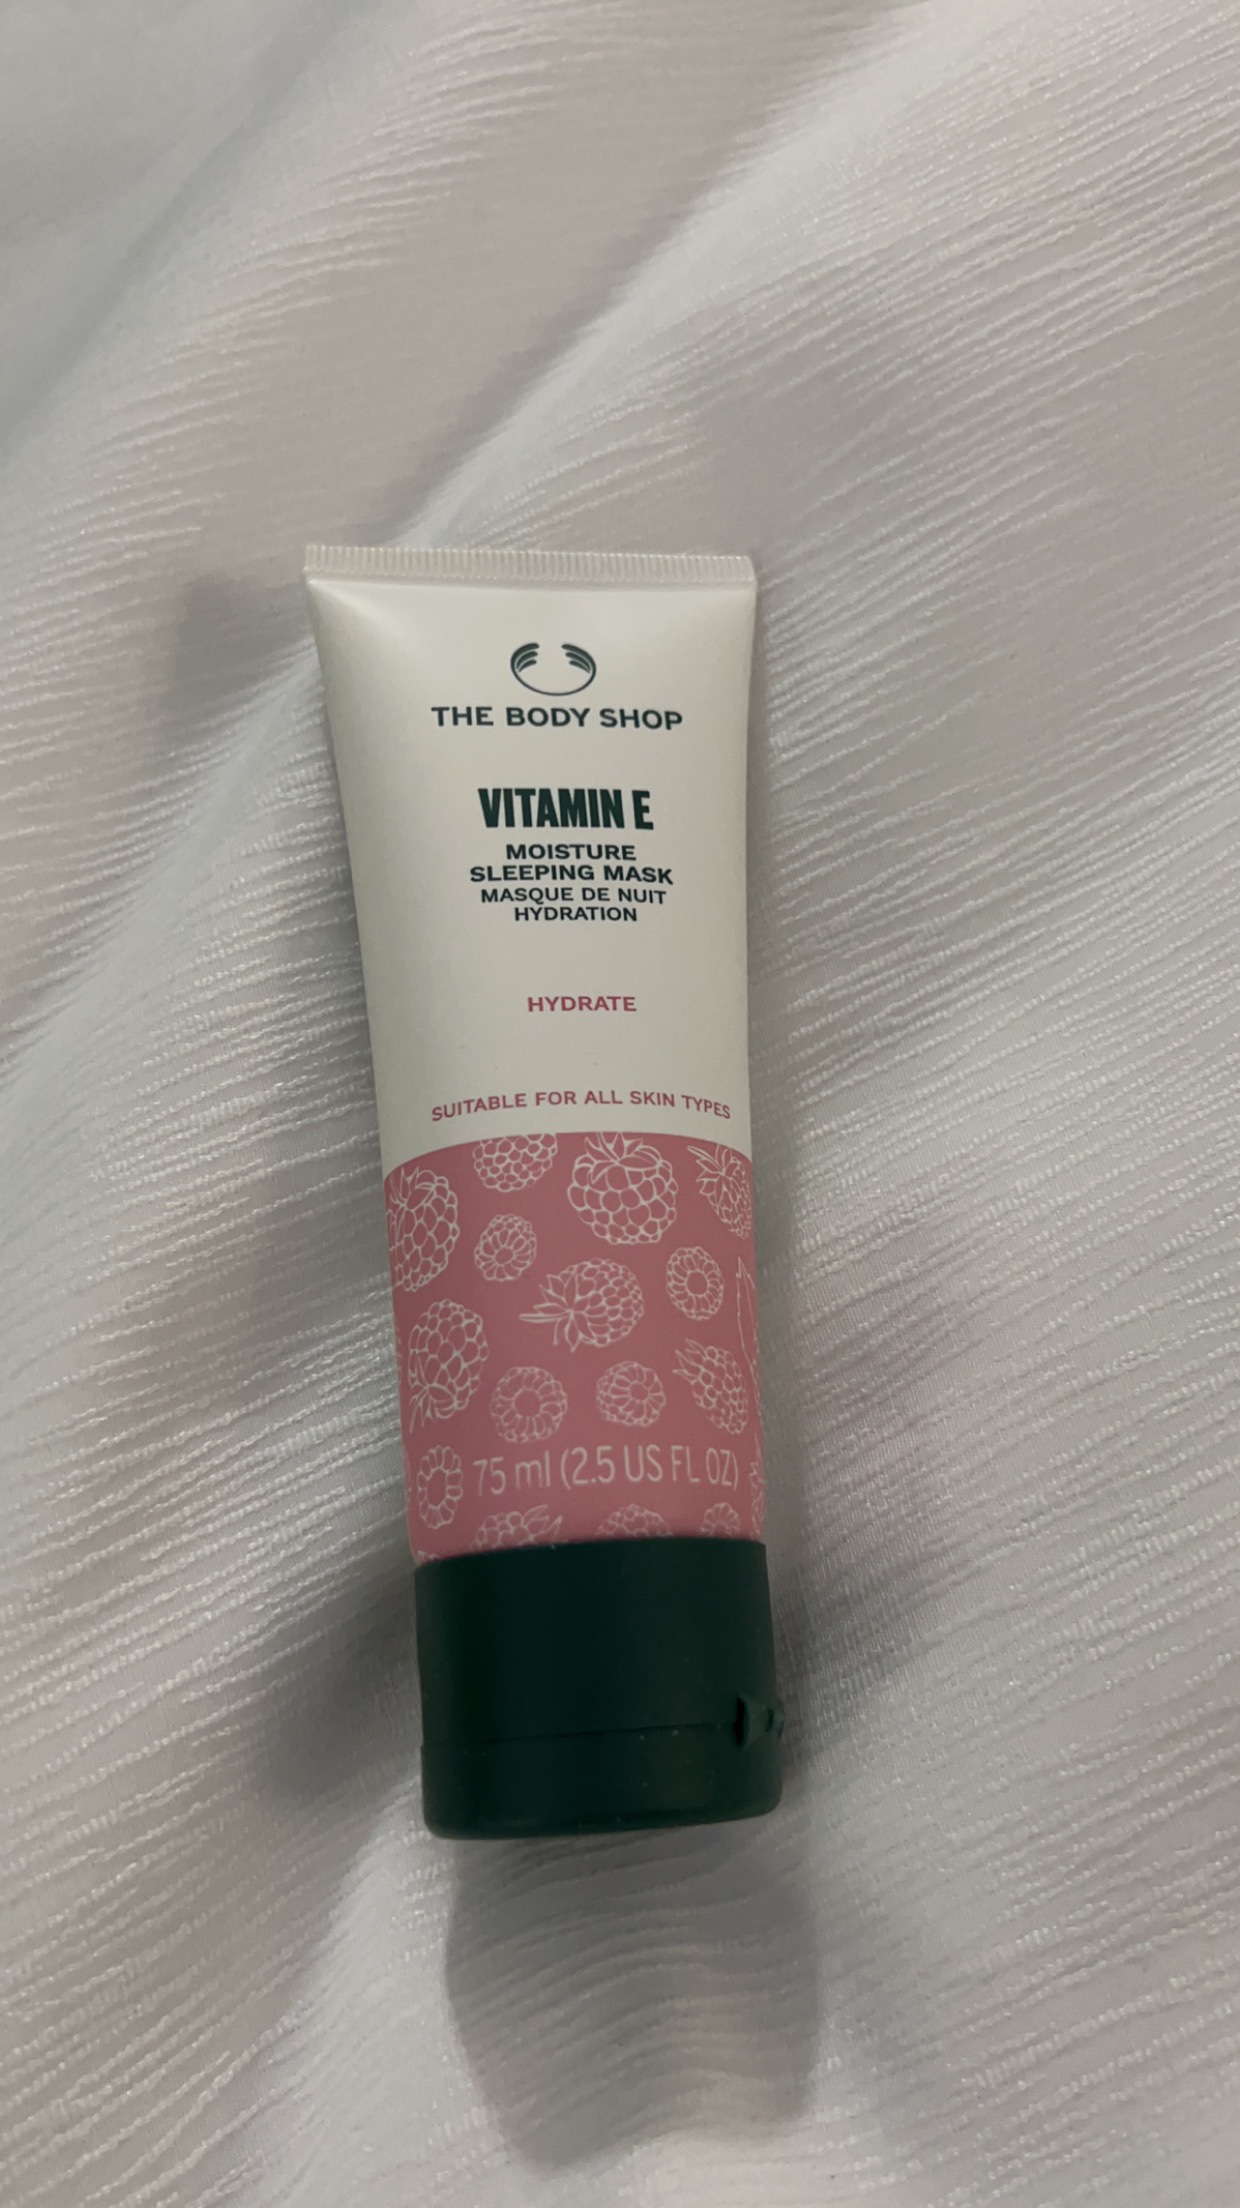 THE BODY SHOP
VITAMIN E
MOISTURE
SLEEPING MASK
MASQUE DE NUIT
HYDRATION
HYDRATE
SUITABLE FOR ALL SKIN TYPES
75 ml (2.5 US FL OZ)